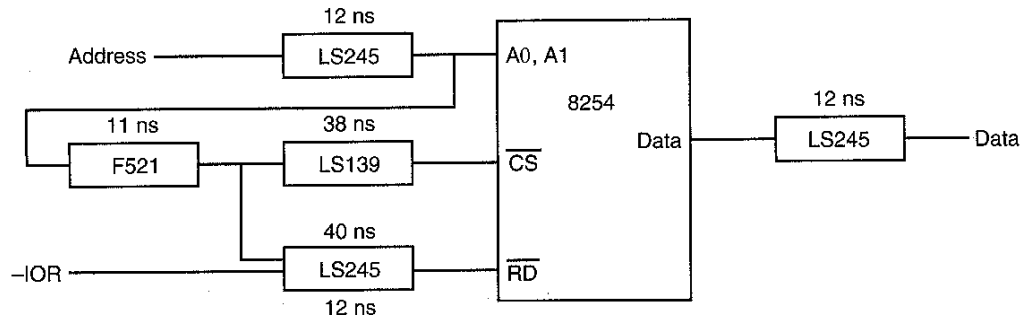 12 ns
Address
LS245
A0, A1
8254
12 ns
11 ns
38 ns
Data
LS245
Data
F521
LS139
CS
40 ns
–IOR
LS245
RD
12 ns